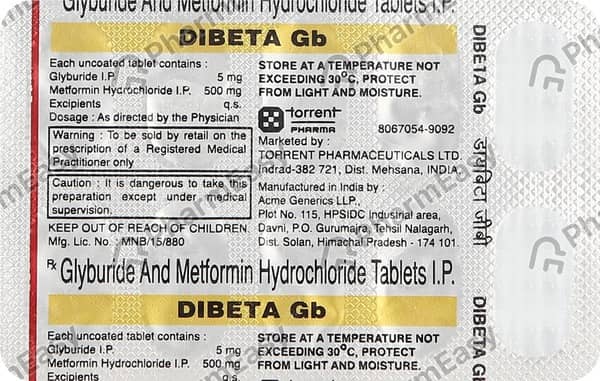 Glyburide And Metformin Hydrochloride Tablets I.P.
DIBETA Gb
Each uncoated tablet contains :
Glyburide I.P. 5 mg
Metformin Hydrochloride I.P. 500 mg
Excipients q.s.
Dosage : As directed by the Physician
Warning : To be sold by retail on the
prescription of a Registered Medical
Practitioner only
Caution : It is dangerous to take this
preparation except under medical
supervision.
KEEP OUT OF REACH OF CHILDREN.
Mfg. Lic. No. : MNB/15/880
STORE AT A TEMPERATURE NOT
EXCEEDING 30°C, PROTECT
FROM LIGHT AND MOISTURE.
torrent
PHARMA
8067054-9092
Marketed by :
TORRENT PHARMACEUTICALS LTD.
Indrad-382 721, Dist. Mehsana, INDIA.
Manufactured in India by :
Acme Generics LLP.,
Plot No. 115, HPSIDC Indusinal area,
Davni, P.O. Gurumajra, Tehsil Nalagarh,
Dist. Solan, Himachal Pradesh - 174 101.
Rx Glyburide And Metformin Hydrochloride Tablets I.P.
DIBETA Gb
Each uncoated tablet contains :
Glyburide I.P. 5 mg
Metformin Hydrochloride I.P. 500 mg
Excipients q.s.
STORE AT A TEMPERATURE NOT
EXCEEDING 30°C, PROTECT
FROM LIGHT AND MOISTURE.
torrent
DIBETA Gb
डायबिटा जीबी
DIBETA Gb
PharmEasy